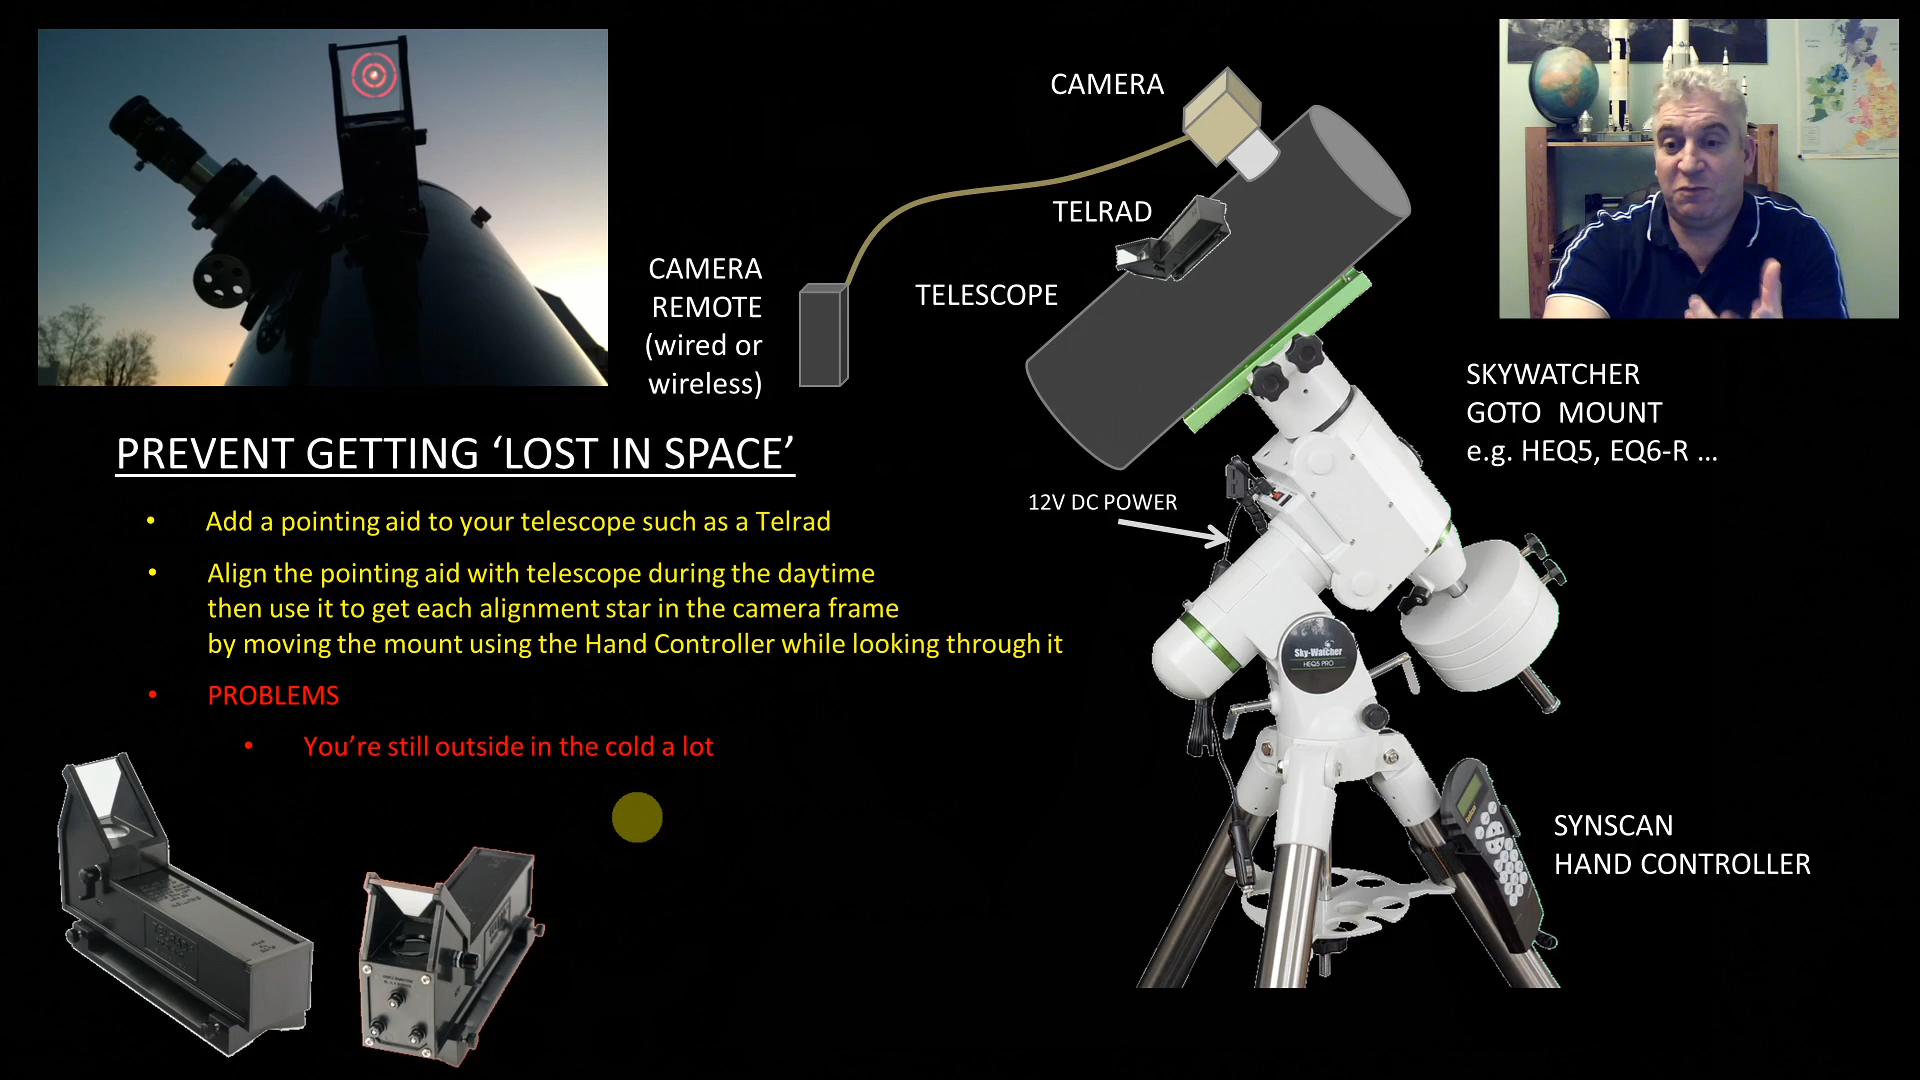 CAMERA
TELRAD
CAMERA
REMOTE
(wired or
wireless)
TELESCOPE
SKYWATCHER
GOTO MOUNT
e.g. HEQ5, EQ6-R ...
PREVENT GETTING ‘LOST IN SPACE’
12V DC POWER
• Add a pointing aid to your telescope such as a Telrad
• Align the pointing aid with telescope during the daytime
then use it to get each alignment star in the camera frame
by moving the mount using the Hand Controller while looking through it
Sky-Watcher
HEQ5 PRO
• PROBLEMS
• You’re still outside in the cold a lot
SYNSCAN
HAND CONTROLLER